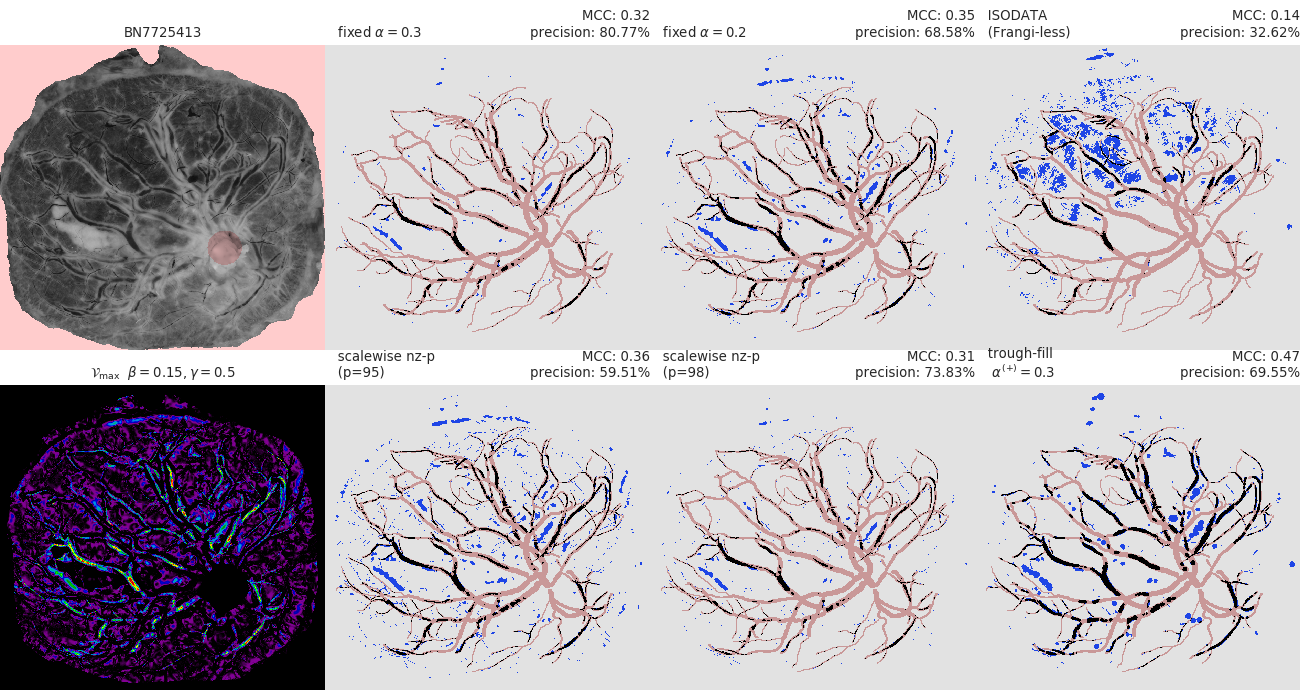 BN7725413
fixed α = 0.3
MCC: 0.32
precision: 80.77%
fixed α = 0.2
MCC: 0.35
precision: 68.58%
ISODATA
(Frangi-less)
MCC: 0.14
precision: 32.62%
𝒱max β = 0.15, γ = 0.5
scalewise nz-p
(p=95)
MCC: 0.36
precision: 59.51%
scalewise nz-p
(p=98)
MCC: 0.31
precision: 73.83%
trough-fill
α(+) = 0.3
MCC: 0.47
precision: 69.55%